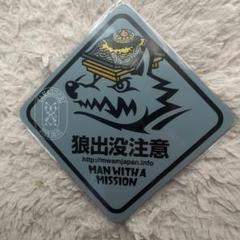 狼出没注意
http://mwamjapan.info
MAN WITH A
MISSION